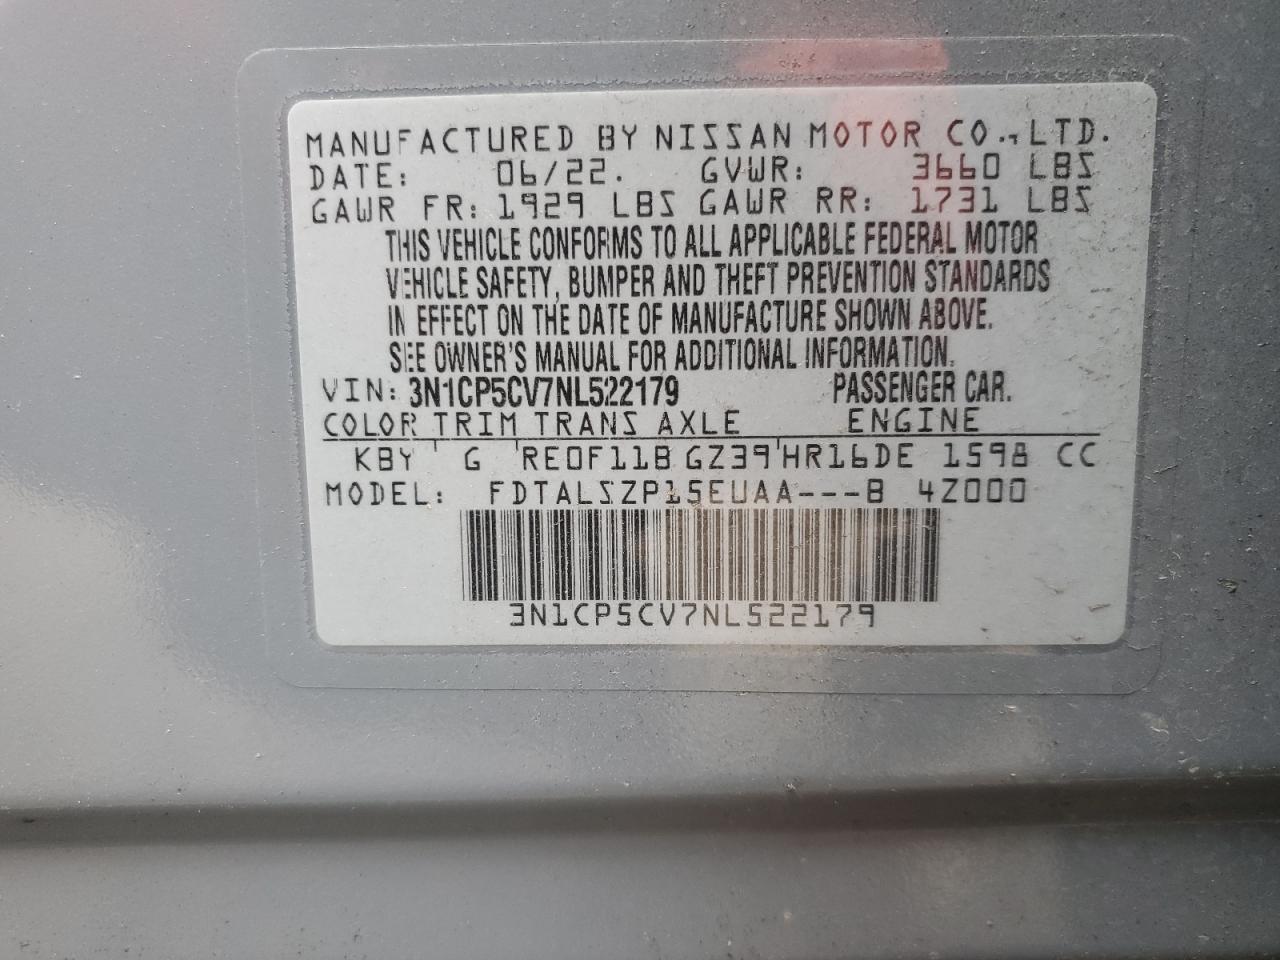 MANUFACTURED BY NISSAN MOTOR CO., LTD.
DATE: 06/22. GVWR: 3660 LBS
GAWR FR: 1929 LBS GAWR RR: 1731 LBS
THIS VEHICLE CONFORMS TO ALL APPLICABLE FEDERAL MOTOR
VEHICLE SAFETY, BUMPER AND THEFT PREVENTION STANDARDS
IN EFFECT ON THE DATE OF MANUFACTURE SHOWN ABOVE.
SEE OWNER'S MANUAL FOR ADDITIONAL INFORMATION.
VIN: 3N1CP5CV7NL522179 PASSENGER CAR.
COLOR TRIM TRANS AXLE ENGINE
KBY ' G ' RE0F11B GZ39 ' HR16DE 1598 CC
MODEL: FDTALSZP15EUAA---B 4Z000
3N1CP5CV7NL522179